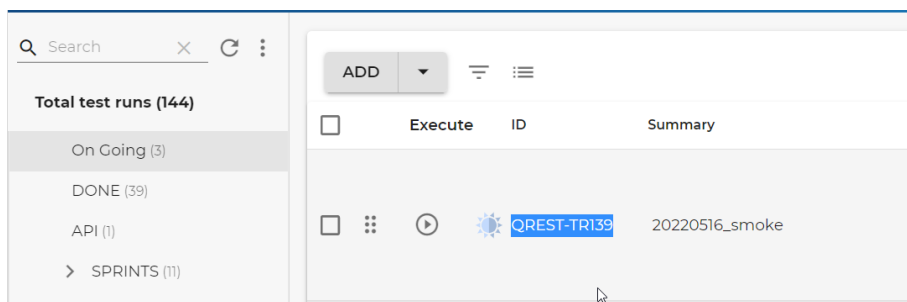 Search
Total test runs (144)
On Going (3)
DONE (39)
API (1)
SPRINTS (11)
ADD
Execute ID Summary
QREST-TR139 20220516_smoke